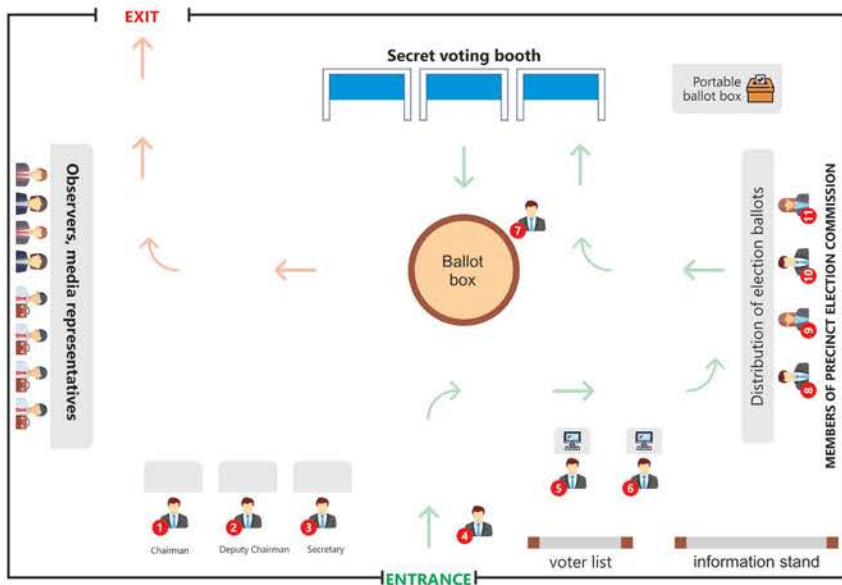 EXIT
Secret voting booth
Portable
ballot box
Observers, media representatives
7
Ballot
box
Distribution of election ballots
11
10
9
8
MEMBERS OF PRECINCT ELECTION COMMISSION
5
6
1
2
3
4
Chairman
Deputy Chairman
Secretary
voter list
information stand
ENTRANCE